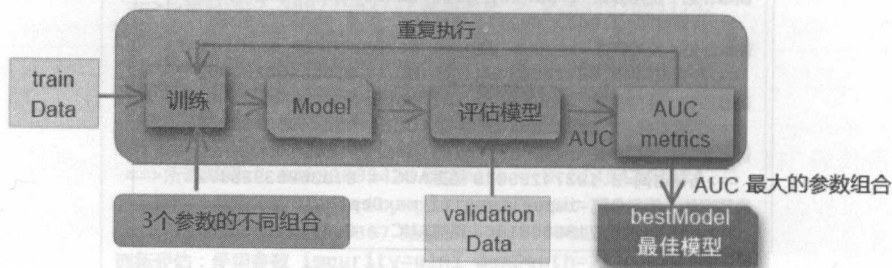 重复执行
train
Data
训练
Model
评估模型
AUC
AUC
metrics
3个参数的不同组合
validation
Data
AUC 最大的参数组合
bestModel
最佳模型